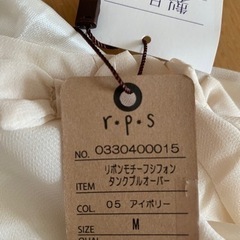 r·p·s
NO. 0330400015
リボンモチーフシフォン
ITEM タンクプルオーバー
COL. 05 アイボリー
SIZE M